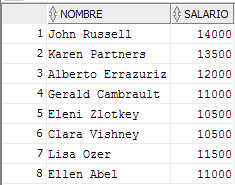 NOMBRE SALARIO
1 John Russell 14000
2 Karen Partners 13500
3 Alberto Errazuriz 12000
4 Gerald Cambrault 11000
5 Eleni Zlotkey 10500
6 Clara Vishney 10500
7 Lisa Ozer 11500
8 Ellen Abel 11000